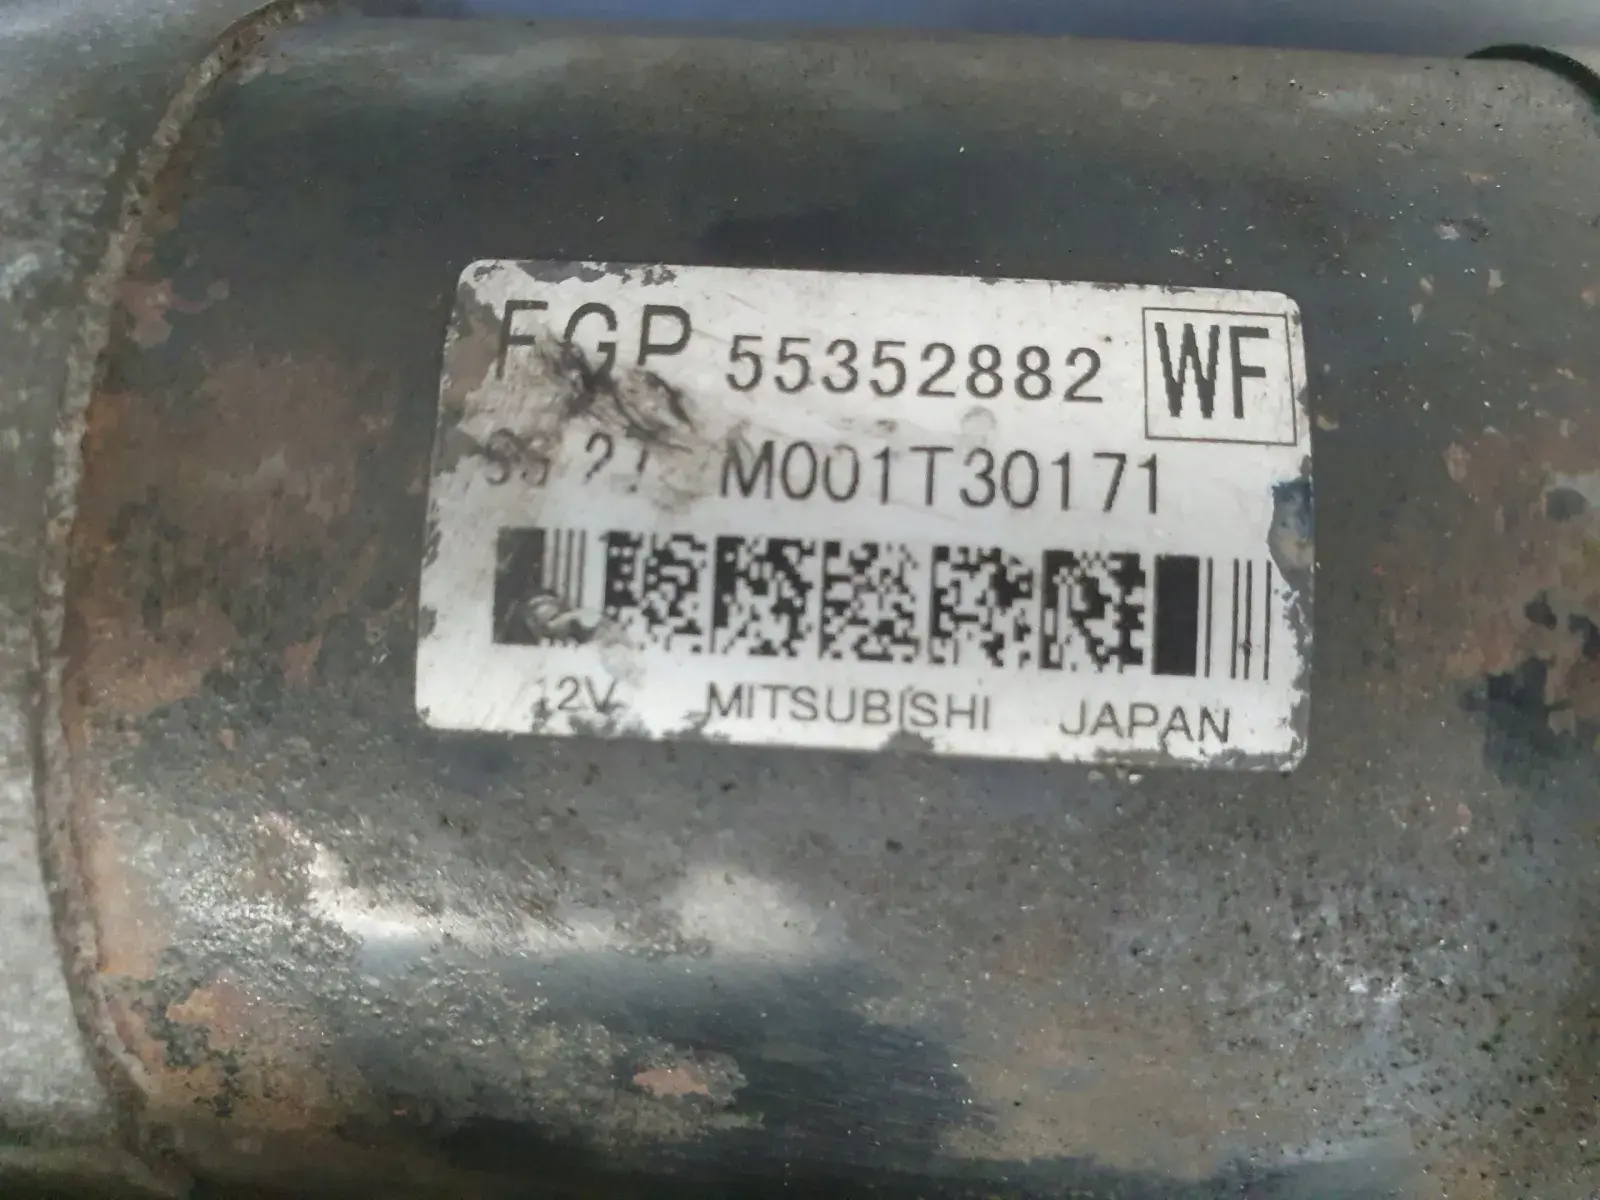 FGP 55352882 WF
M001T30171
12V MITSUBISHI JAPAN